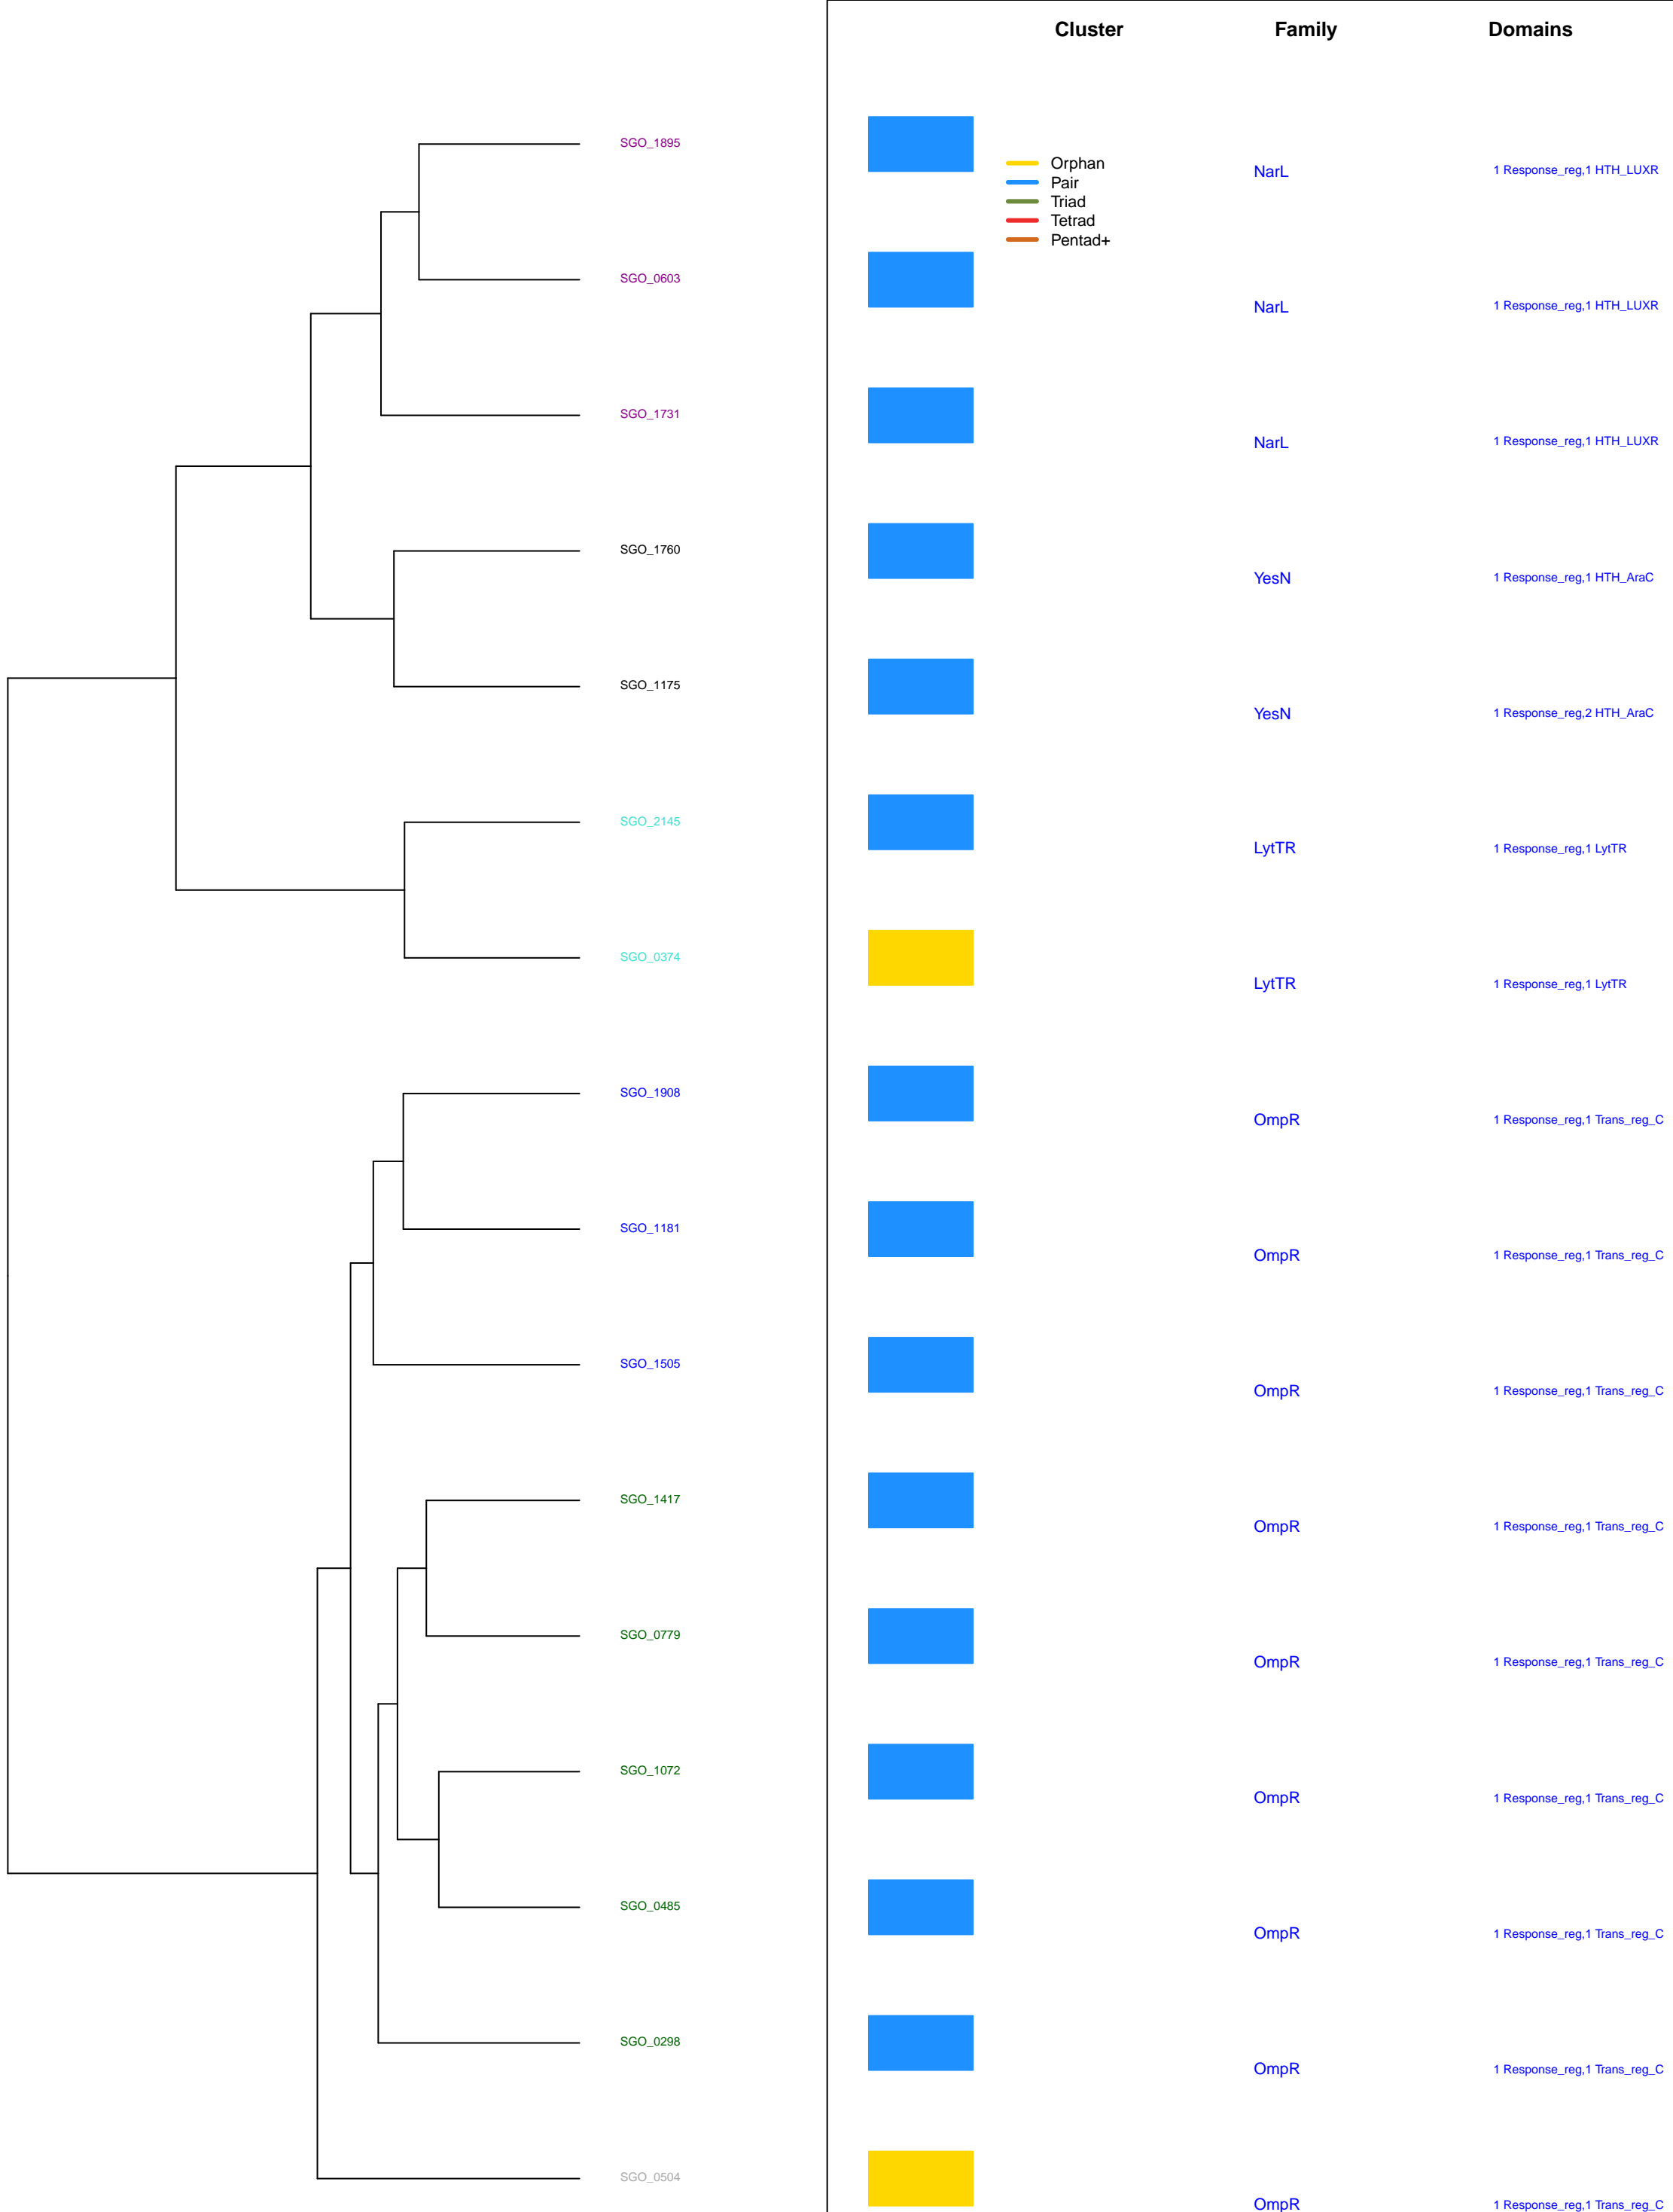 Cluster Family Domains
SGO_1895
Orphan
Pair
Triad
Tetrad
Pentad+
NarL 1 Response_reg,1 HTH_LUXR
SGO_0603
NarL 1 Response_reg,1 HTH_LUXR
SGO_1731
NarL 1 Response_reg,1 HTH_LUXR
SGO_1760
YesN 1 Response_reg,1 HTH_AraC
SGO_1175
YesN 1 Response_reg,2 HTH_AraC
SGO_2145
LytTR 1 Response_reg,1 LytTR
SGO_0374
LytTR 1 Response_reg,1 LytTR
SGO_1908
OmpR 1 Response_reg,1 Trans_reg_C
SGO_1181
OmpR 1 Response_reg,1 Trans_reg_C
SGO_1505
OmpR 1 Response_reg,1 Trans_reg_C
SGO_1417
OmpR 1 Response_reg,1 Trans_reg_C
SGO_0779
OmpR 1 Response_reg,1 Trans_reg_C
SGO_1072
OmpR 1 Response_reg,1 Trans_reg_C
SGO_0485
OmpR 1 Response_reg,1 Trans_reg_C
SGO_0298
OmpR 1 Response_reg,1 Trans_reg_C
SGO_0504
OmpR 1 Response_reg,1 Trans_reg_C